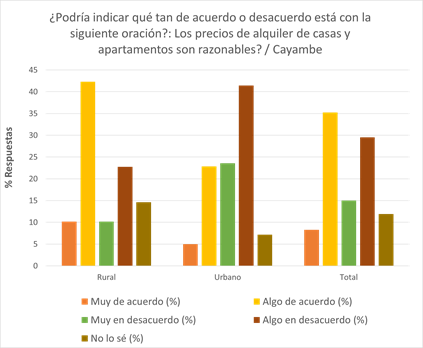 ¿Podría indicar qué tan de acuerdo o desacuerdo está con la
siguiente oración?: Los precios de alquiler de casas y
apartamentos son razonables? / Cayambe
% Respuestas
45
40
35
30
25
20
15
10
5
0
Rural Urbano Total
Muy de acuerdo (%) Algo de acuerdo (%)
Muy en desacuerdo (%) Algo en desacuerdo (%)
No lo sé (%)